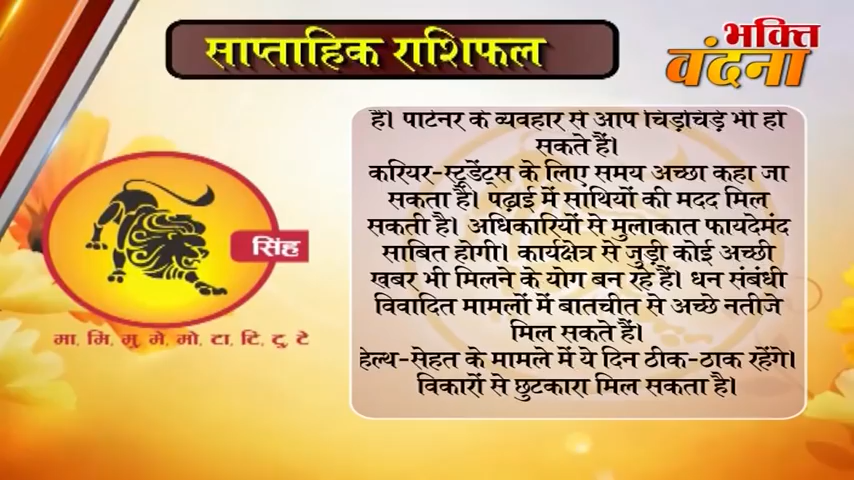 साप्ताहिक राशिफल
भक्ति
वंदना
सिंह
मा, मि, मु, मे, मो, टा, टि, टु, टे
है। पार्टनर के व्यवहार से आप चिड़चिड़े भी हो
सकते हैं।
करियर-स्टूडेंट्स के लिए समय अच्छा कहा जा
सकता है। पढ़ाई में साथियों की मदद मिल
सकती है। अधिकारियों से मुलाकात फायदेमंद
साबित होगी। कार्यक्षेत्र से जुड़ी कोई अच्छी
खबर भी मिलने के योग बन रहे हैं। धन संबंधी
विवादित मामलों में बातचीत से अच्छे नतीजे
मिल सकते हैं।
हेल्थ-सेहत के मामले में ये दिन ठीक-ठाक रहेंगे।
विकारों से छुटकारा मिल सकता है।